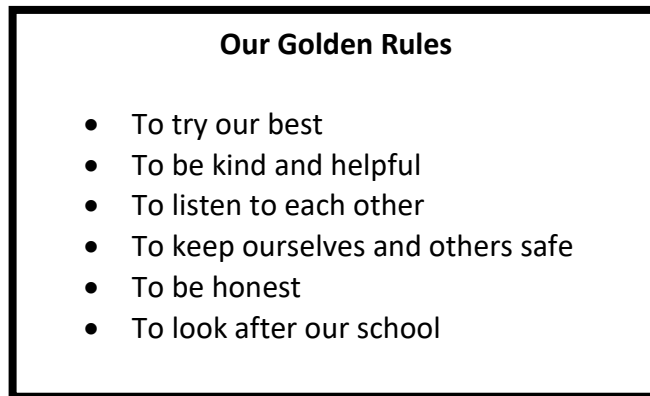 Our Golden Rules
• To try our best
• To be kind and helpful
• To listen to each other
• To keep ourselves and others safe
• To be honest
• To look after our school